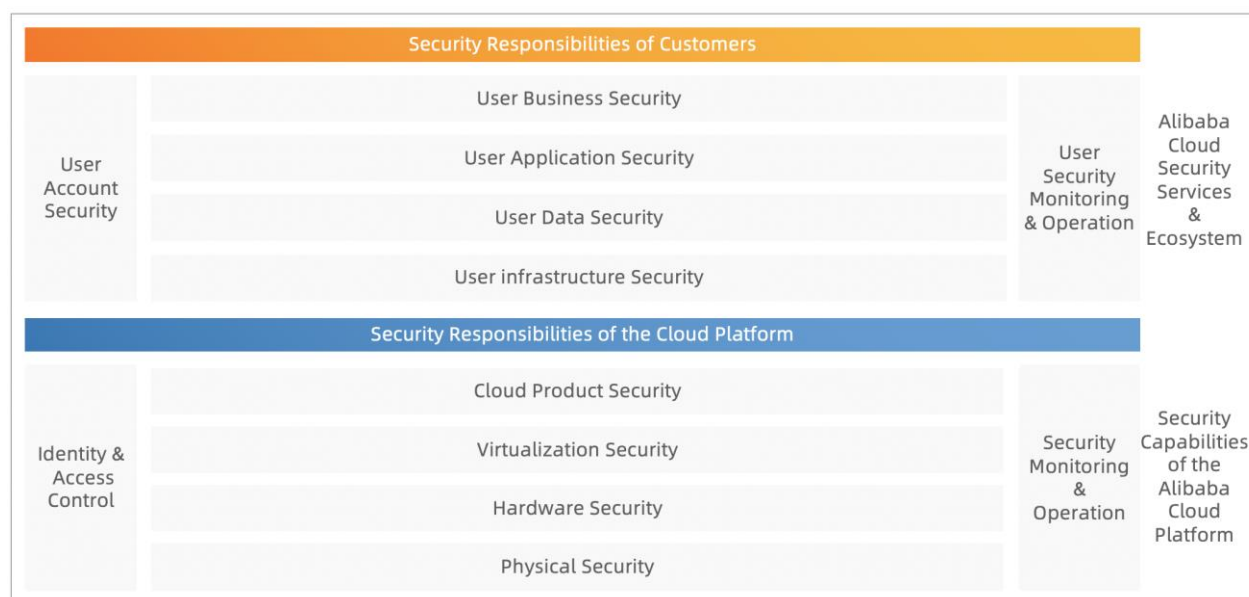 Security Responsibilities of Customers
User
Account
Security
User Business Security
User Application Security
User Data Security
User infrastructure Security
User
Security
Monitoring
& Operation
Alibaba
Cloud
Security
Services
&
Ecosystem
Security Responsibilities of the Cloud Platform
Identity &
Access
Control
Cloud Product Security
Virtualization Security
Hardware Security
Physical Security
Security
Monitoring
&
Operation
Security
Capabilities
of the
Alibaba
Cloud
Platform